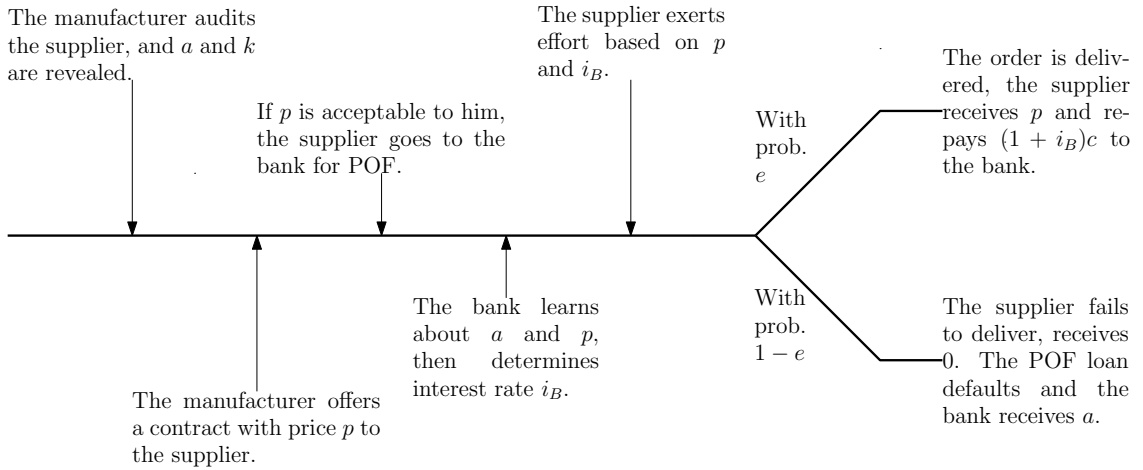 The manufacturer audits
the supplier, and a and k
are revealed.
The supplier exerts
effort based on p
and i_B.
If p is acceptable to him,
the supplier goes to the
bank for POF.
With
prob.
e
The order is deliv-
ered, the supplier
receives p and re-
pays (1 + i_B)c to
the bank.
The manufacturer offers
a contract with price p to
the supplier.
The bank learns
about a and p,
then determines
interest rate i_B.
With
prob.
1 − e
The supplier fails
to deliver, receives
0. The POF loan
defaults and the
bank receives a.